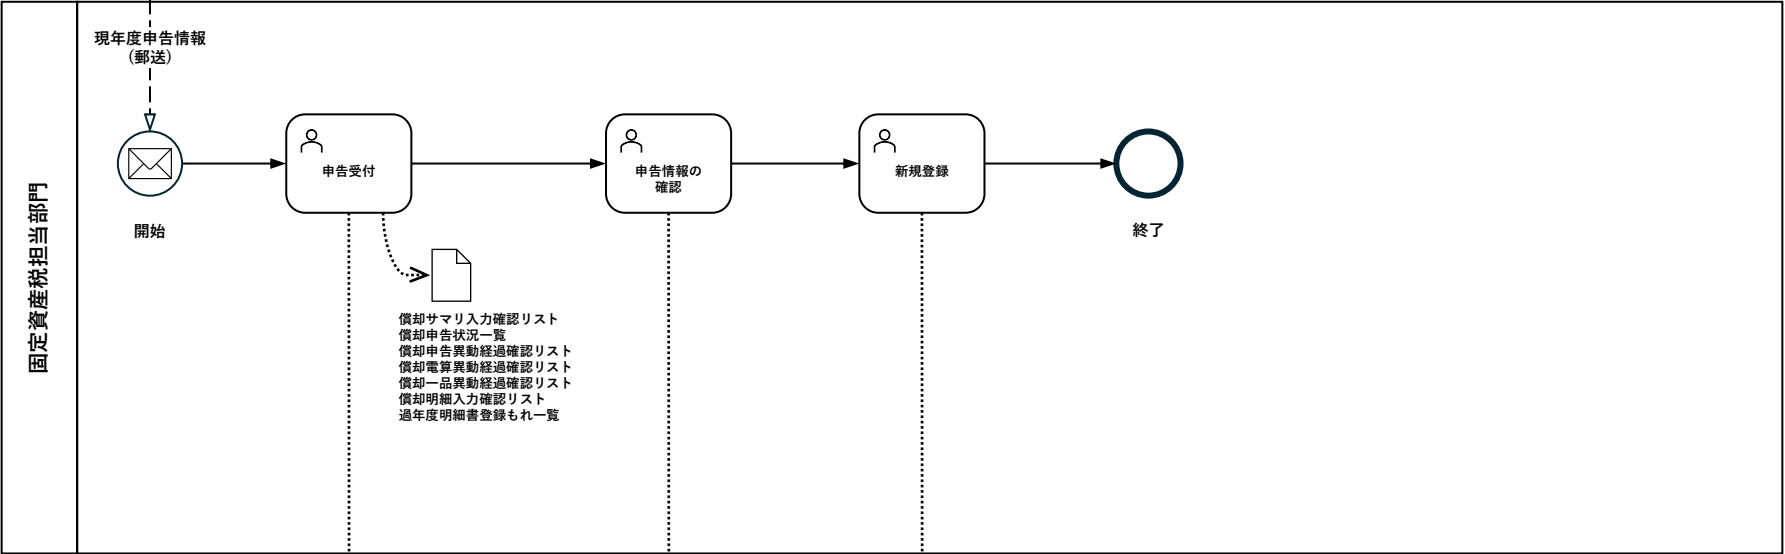 固定資産税担当部門
現年度申告情報
(郵送)
開始
申告受付
申告情報の
確認
新規登録
終了
償却サマリ入力確認リスト
償却申告状況一覧
償却申告異動経過確認リスト
償却電算異動経過確認リスト
償却一品異動経過確認リスト
償却明細入力確認リスト
過年度明細書登録もれ一覧